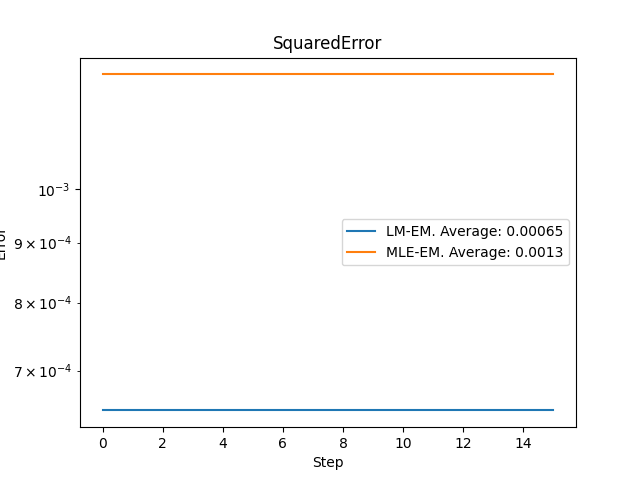 SquaredError
10⁻³
9 × 10⁻⁴
8 × 10⁻⁴
7 × 10⁻⁴
Error
LM-EM. Average: 0.00065
MLE-EM. Average: 0.0013
0 2 4 6 8 10 12 14
Step